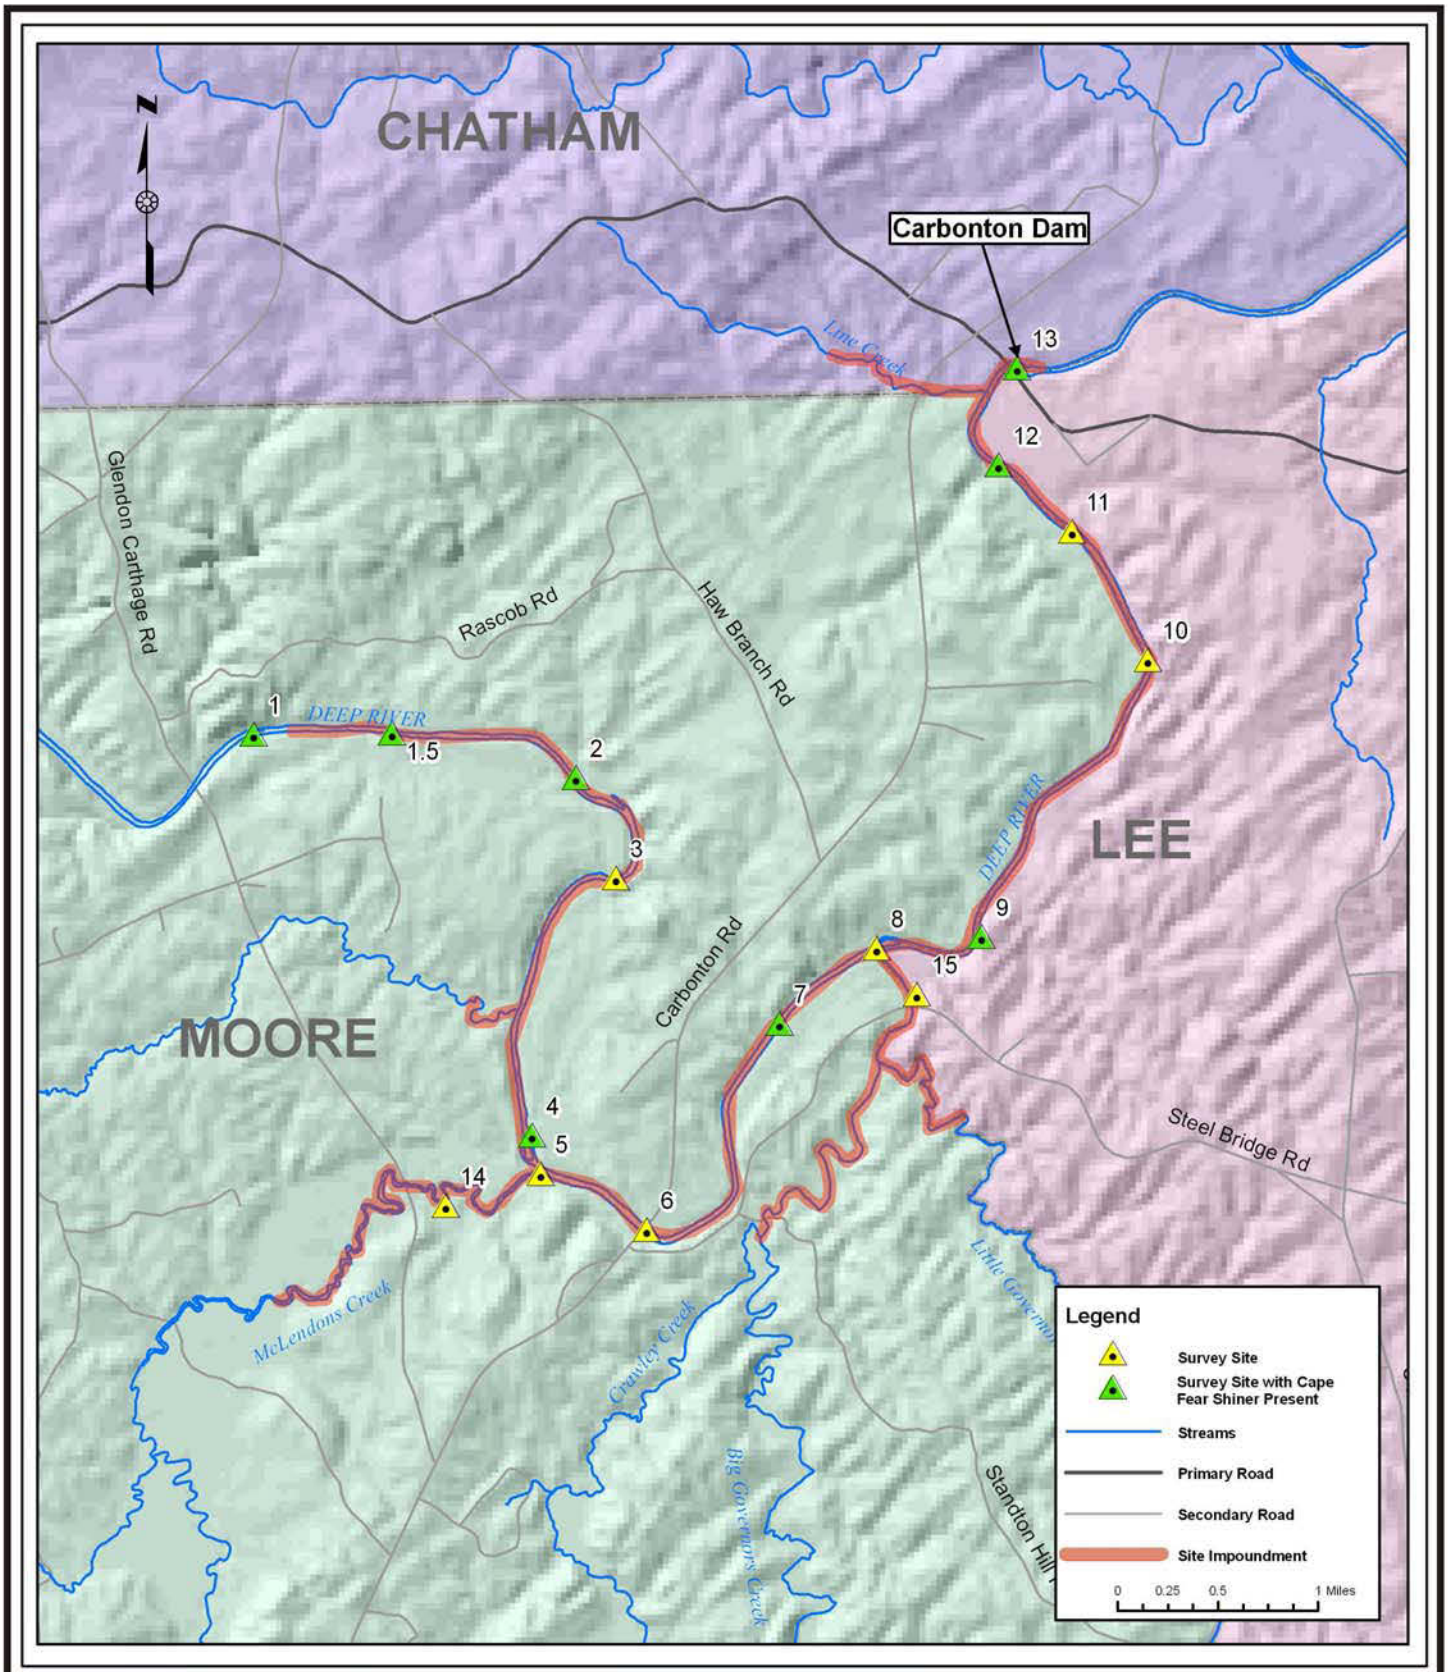 N
CHATHAM
Carbonton Dam
13
Line Creek
12
Glendon Carthage Rd
11
Rascob Rd
Haw Branch Rd
10
1
DEEP RIVER
1.5
2
DEEP RIVER
LEE
3
9
8
Carbonton Rd
15
7
MOORE
4
5
Steel Bridge Rd
14
6
Little Governor
McLendons Creek
Crawley Creek
Big Governors Creek
Standton Hill
Legend
Survey Site
Survey Site with Cape
Fear Shiner Present
Streams
Primary Road
Secondary Road
Site Impoundment
0 0.25 0.5 1 Miles